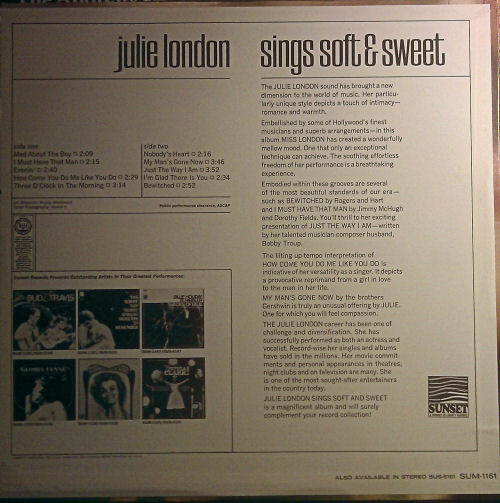 julie london sings soft & sweet
side one
Mad About The Boy 2:09
I Must Have That Man 2:15
Evenin' 2:40
How Come You Do Me Like You Do 2:29
Three O'Clock In The Morning 3:14
side two
Nobody's Heart 2:16
My Man's Gone Now 3:46
Just The Way I Am 3:52
I'm Glad There Is You 2:34
Bewitched 2:52
Public performance clearance, ASCAP
Sunset Records Presents Outstanding Artists In Their Greatest Performances:
BUD & TRAVIS
GLORIA LYNNE
The JULIE LONDON sound has brought a new
dimension to the world of music. Her particu-
larly unique style depicts a touch of intimacy—
romance and warmth.
Embellished by some of Hollywood's finest
musicians and superb arrangements—in this
album MISS LONDON has created a wonderfully
mellow mood. One that only an exceptional
technique can achieve. The soothing effortless
freedom of her performance is a breathtaking
experience.
Embodied within these grooves are several
of the most beautiful standards of our era—
such as BEWITCHED by Rogers and Hart
and I MUST HAVE THAT MAN by Jimmy McHugh
and Dorothy Fields. You'll thrill to her exciting
presentation of JUST THE WAY I AM—written
by her talented musician composer husband,
Bobby Troup.
The lilting up-tempo interpretation of
HOW COME YOU DO ME LIKE YOU DO is
indicative of her versatility as a singer. It depicts
a provocative reprimand from a girl in love
to the man in her life.
MY MAN'S GONE NOW by the brothers
Gershwin is truly an unusual offering by JULIE.
One for which you will feel compassion.
THE JULIE LONDON career has been one of
challenge and diversification. She has
successfully performed as both an actress and
vocalist. Record-wise her singles and albums
have sold in the millions. Her movie commit-
ments and personal appearances in theatres,
night clubs and on television are many. She
is one of the most sought-after entertainers
in the country today.
JULIE LONDON SINGS SOFT AND SWEET
is a magnificent album and will surely
complement your record collection!
SUNSET
ALSO AVAILABLE IN STEREO SUS-5161 SUM-1161